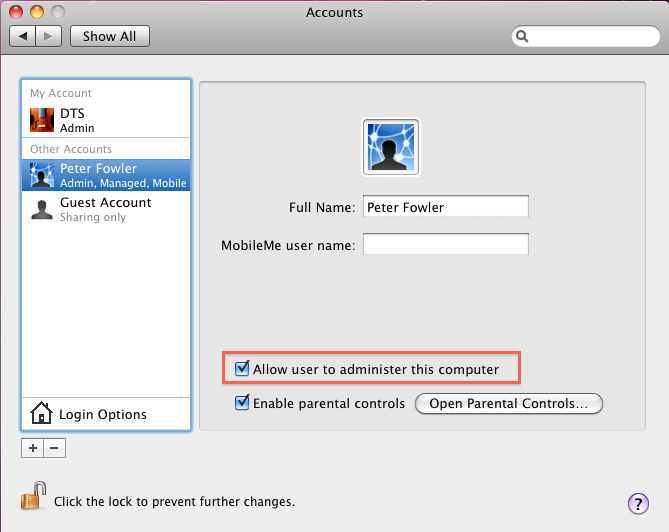 Accounts
Show All
My Account
DTS
Admin
Other Accounts
Peter Fowler
Admin, Managed, Mobile
Guest Account
Sharing only
Login Options
Full Name: Peter Fowler
MobileMe user name:
Allow user to administer this computer
Enable parental controls Open Parental Controls...
+ −
Click the lock to prevent further changes.
?